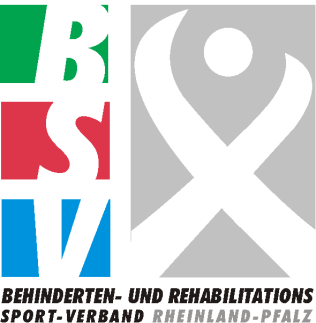 B
S
V
BEHINDERTEN- UND REHABILITATIONS
SPORT-VERBAND RHEINLAND-PFALZ